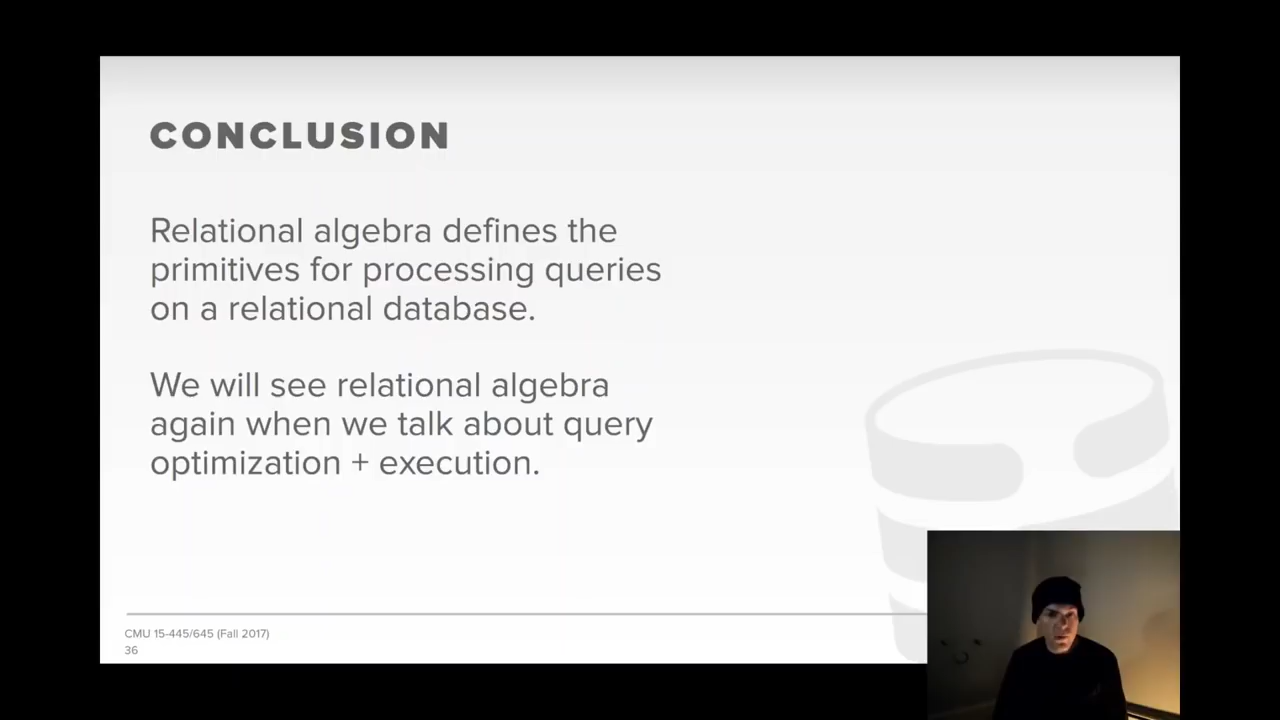 CONCLUSION
Relational algebra defines the
primitives for processing queries
on a relational database.
We will see relational algebra
again when we talk about query
optimization + execution.
CMU 15-445/645 (Fall 2017)
36